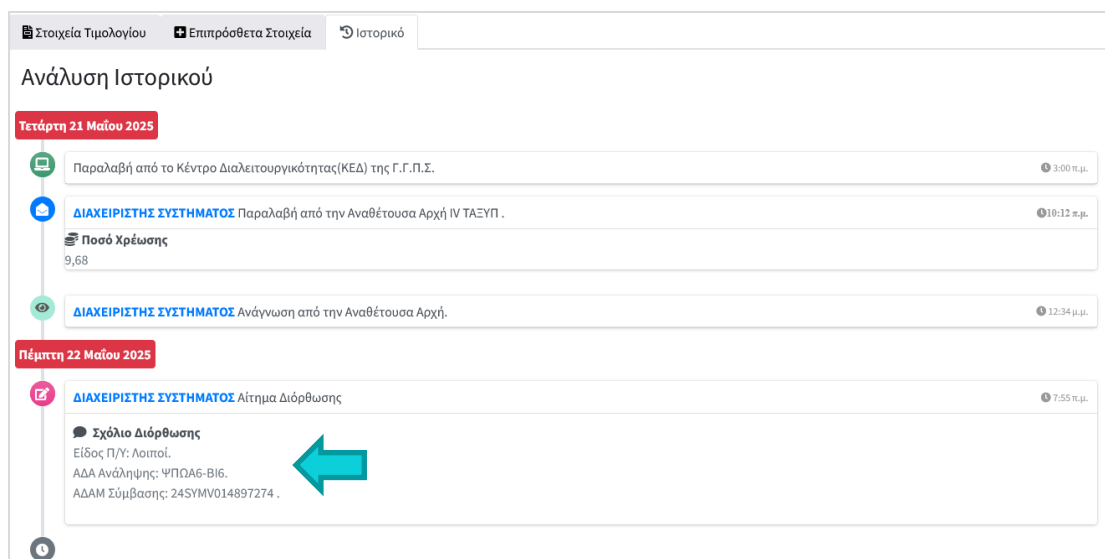 Στοιχεία Τιμολογίου Επιπρόσθετα Στοιχεία Ιστορικό
Ανάλυση Ιστορικού
Τετάρτη 21 Μαΐου 2025
Παραλαβή από το Κέντρο Διαλειτουργικότητας(ΚΕΔ) της Γ.Γ.Π.Σ. 3:00 π.μ.
ΔΙΑΧΕΙΡΙΣΤΗΣ ΣΥΣΤΗΜΑΤΟΣ Παραλαβή από την Αναθέτουσα Αρχή IV ΤΑΞΥΠ . 10:12 π.μ.
Ποσό Χρέωσης
9,68
ΔΙΑΧΕΙΡΙΣΤΗΣ ΣΥΣΤΗΜΑΤΟΣ Ανάγνωση από την Αναθέτουσα Αρχή. 12:34 μ.μ.
Πέμπτη 22 Μαΐου 2025
ΔΙΑΧΕΙΡΙΣΤΗΣ ΣΥΣΤΗΜΑΤΟΣ Αίτημα Διόρθωσης 7:55 π.μ.
Σχόλιο Διόρθωσης
Είδος Π/Υ: Λοιποί.
ΑΔΑ Ανάληψης: ΨΠΩΑ6-ΒΙ6.
ΑΔΑΜ Σύμβασης: 24SYMV014897274 .